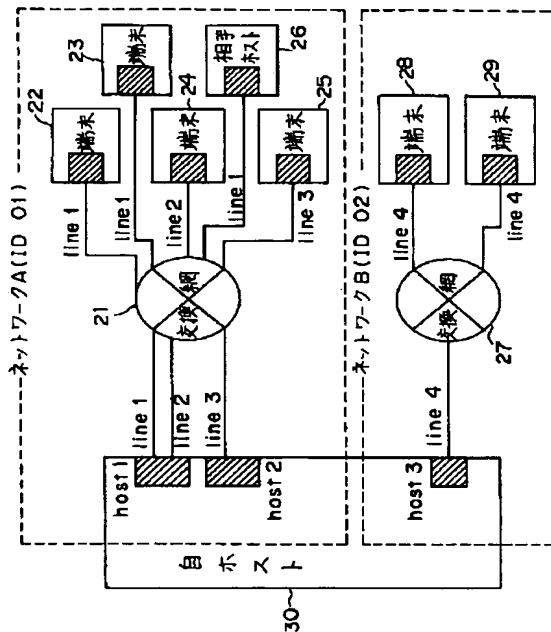 ネットワークA(ID 01)
22
端末
line 1
23
端末
line 1
24
端末
line 2
相手ホスト
26
line 1
端末
25
line 3
21
交換網
line 1
line 2
line 3
host 1
host 2
自ホスト
30
ネットワークB(ID 02)
端末
28
line 4
端末
29
line 4
交換網
27
line 4
host 3